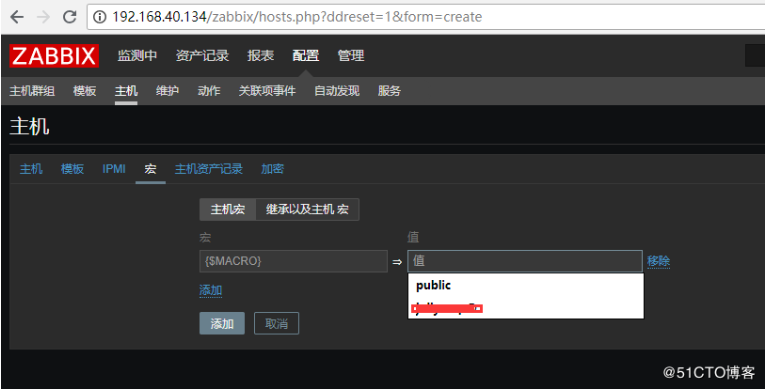 192.168.40.134/zabbix/hosts.php?ddreset=1&form=create
ZABBIX 监测中 资产记录 报表 配置 管理
主机群组 模板 主机 维护 动作 关联项事件 自动发现 服务
主机
主机 模板 IPMI 宏 主机资产记录 加密
主机宏 继承以及主机 宏
宏 值
{$MACRO} ⇒ 值 移除
添加 public
添加 取消
@51CTO博客